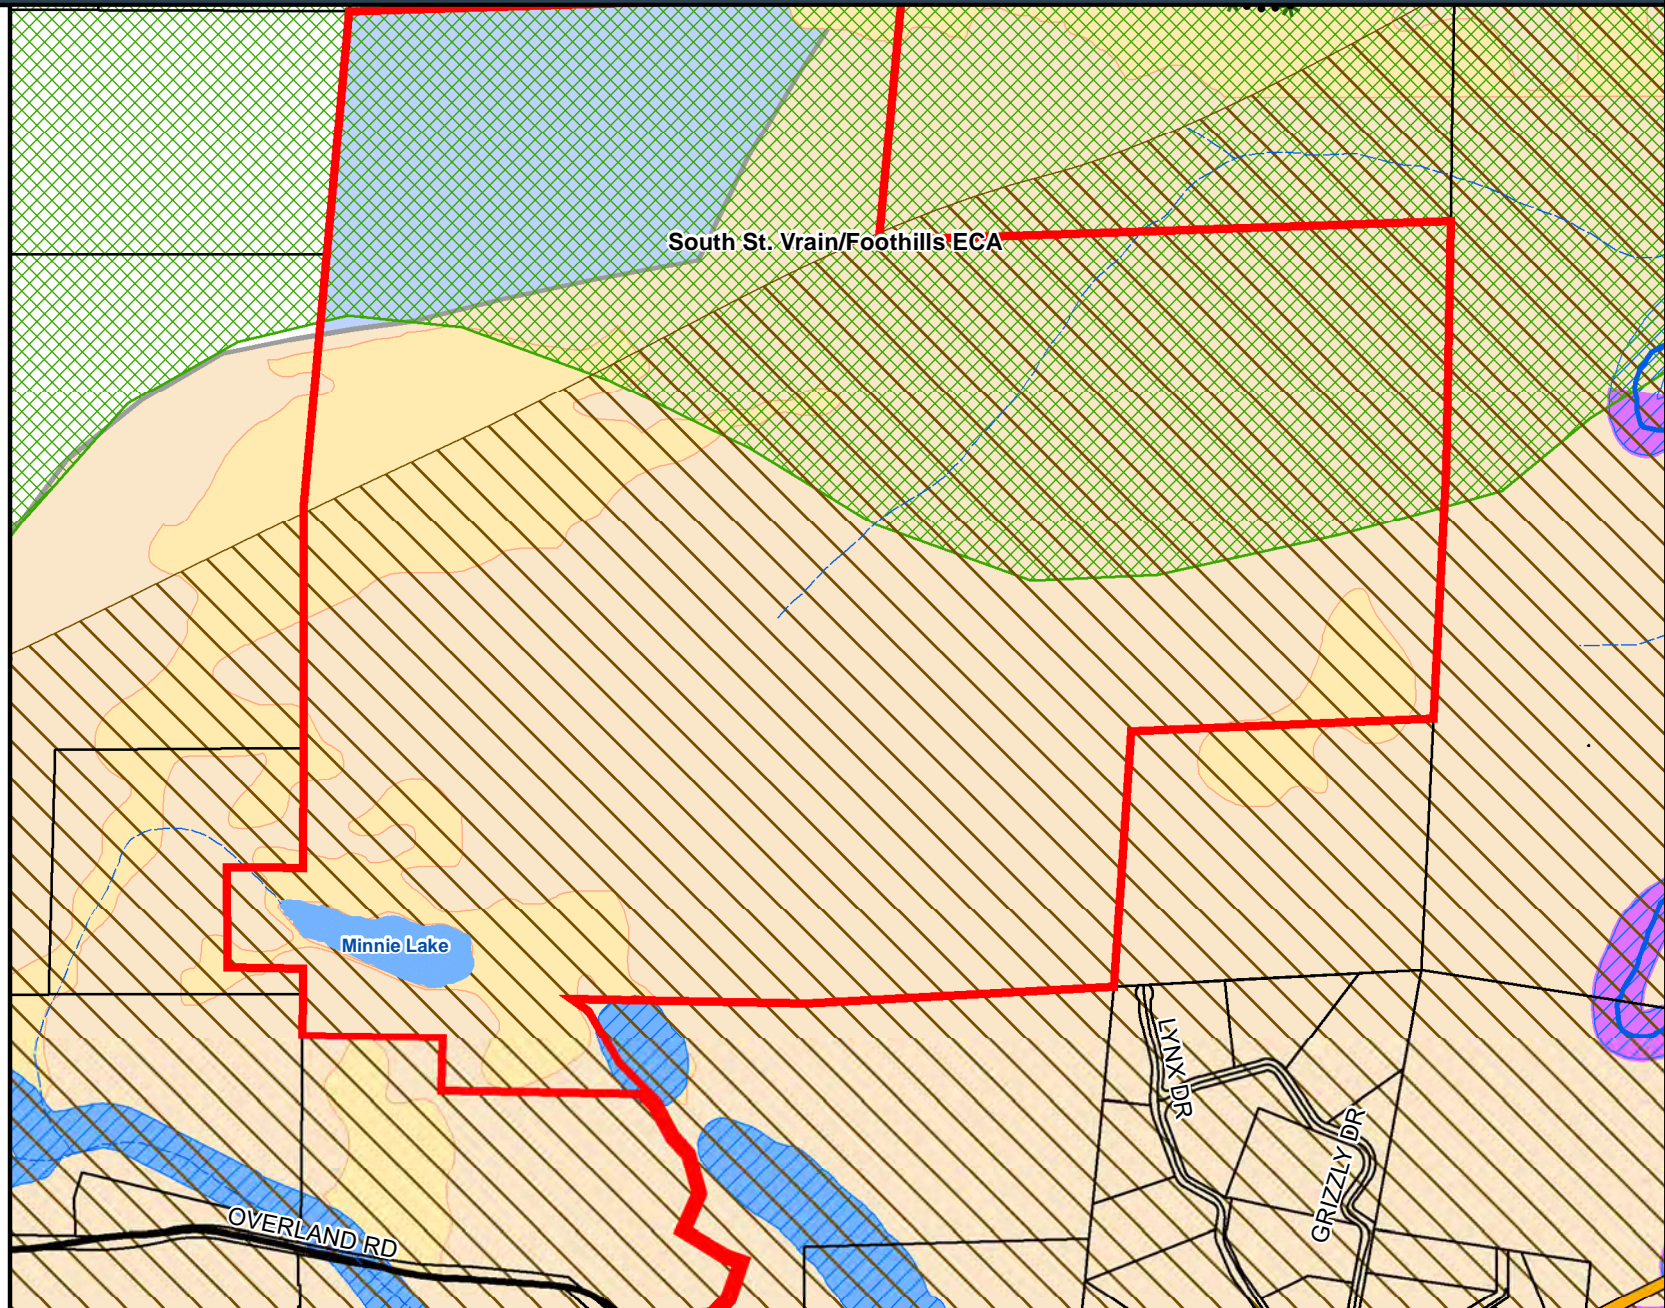 South St. Vrain/Foothills ECA
Minnie Lake
LYNX DR
GRIZZLY DR
OVERLAND RD